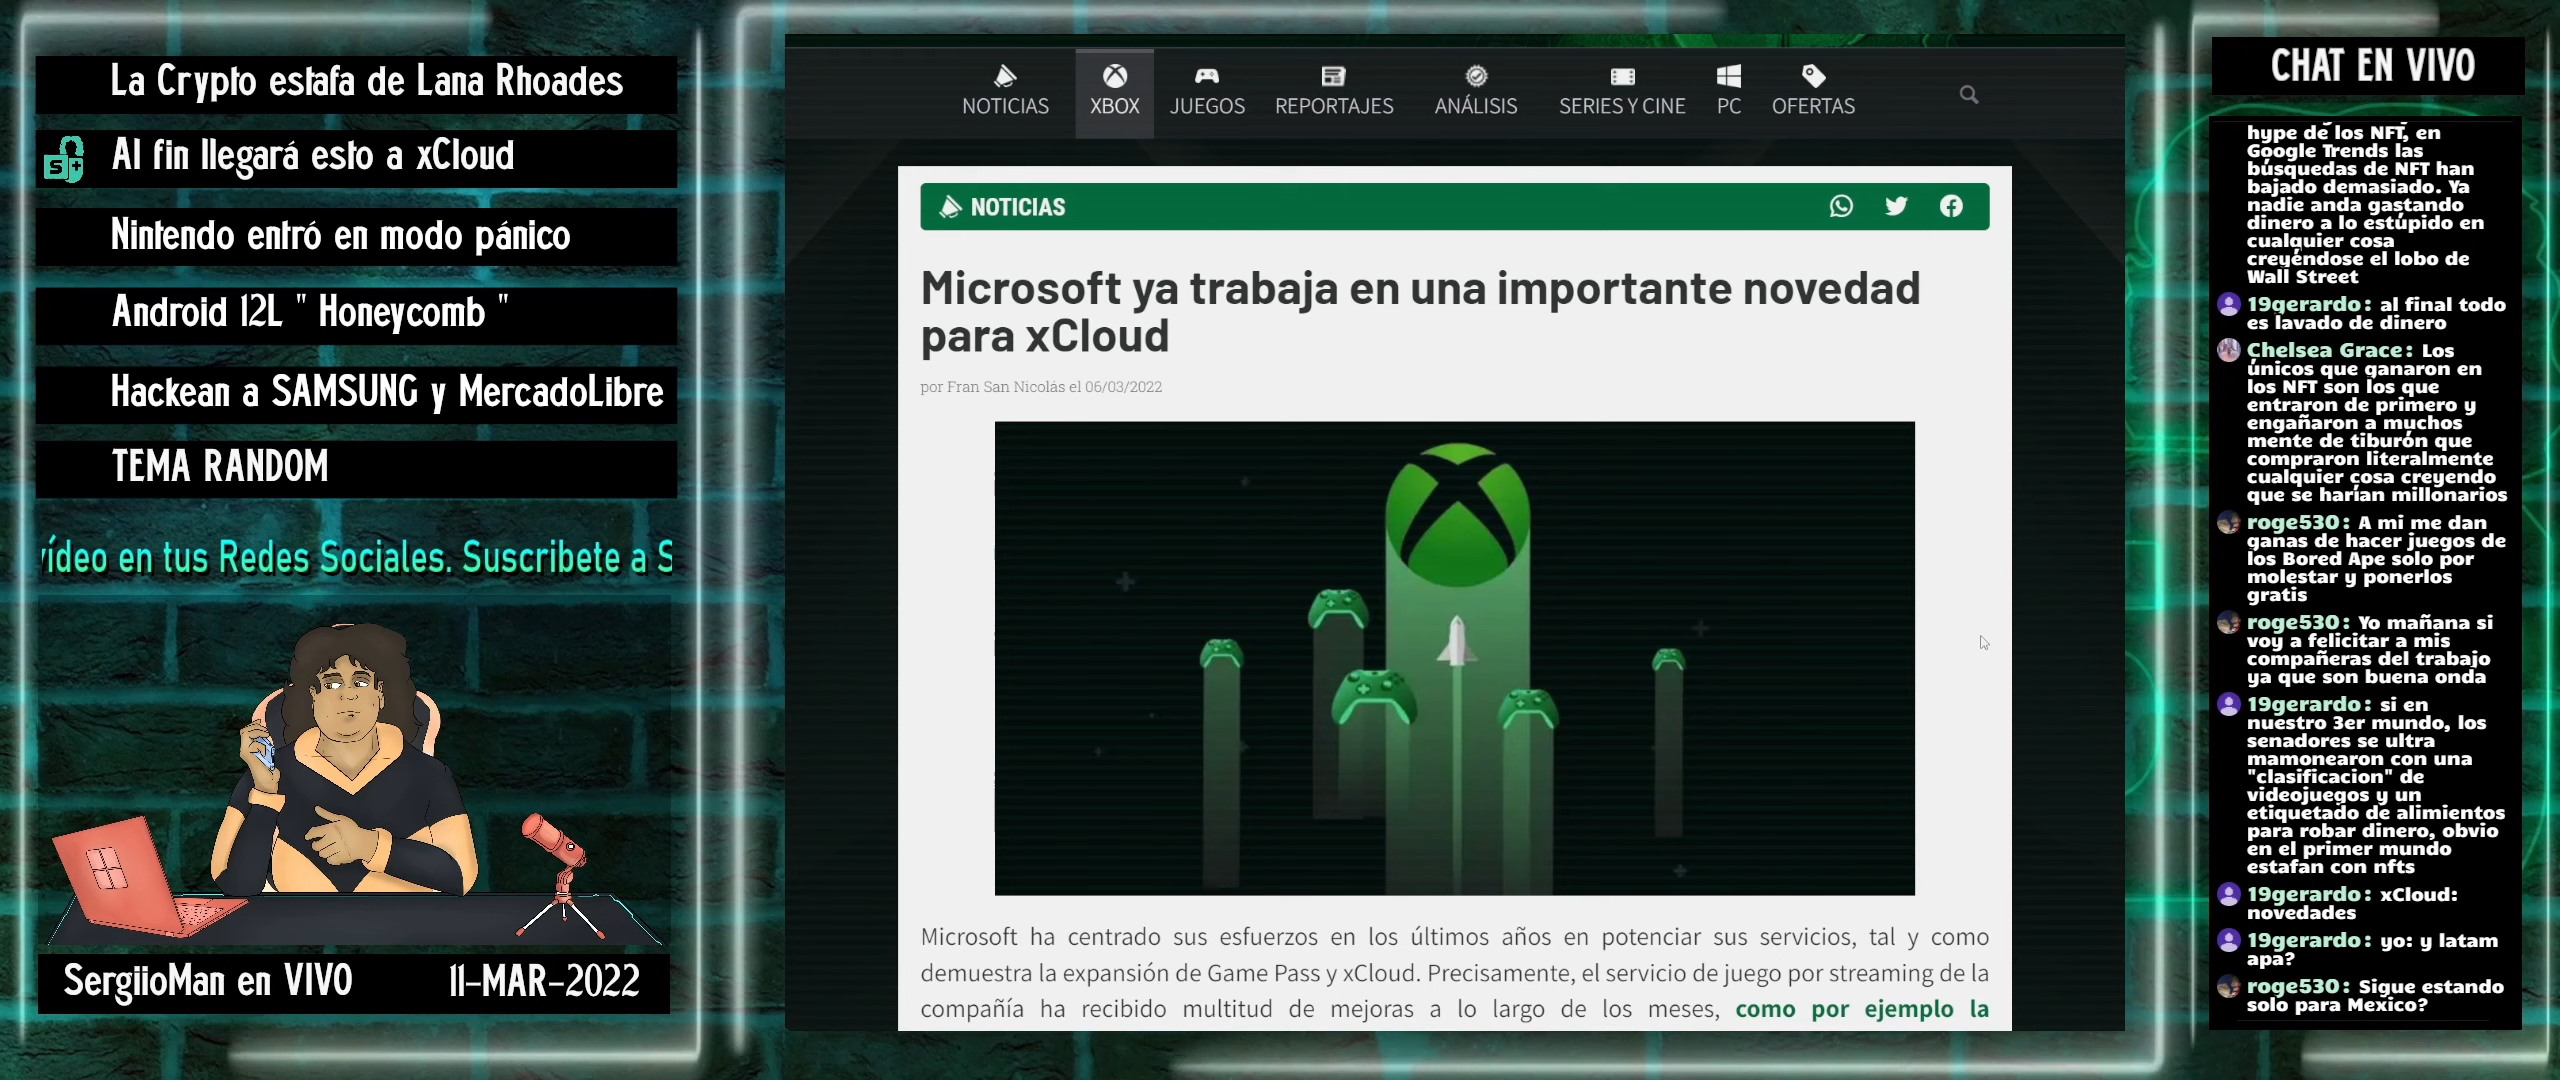 La Crypto estafa de Lana Rhoades
Al fin llegará esto a xCloud
Nintendo entró en modo pánico
Android 12L " Honeycomb "
Hackean a SAMSUNG y MercadoLibre
TEMA RANDOM
vídeo en tus Redes Sociales. Suscribete a S
SergiioMan en VIVO
11-MAR-2022
NOTICIAS
XBOX
JUEGOS
REPORTAJES
ANÁLISIS
SERIES Y CINE
PC
OFERTAS
NOTICIAS
Microsoft ya trabaja en una importante novedad
para xCloud
por Fran San Nicolás el 06/03/2022
Microsoft ha centrado sus esfuerzos en los últimos años en potenciar sus servicios, tal y como
demuestra la expansión de Game Pass y xCloud. Precisamente, el servicio de juego por streaming de la
compañía ha recibido multitud de mejoras a lo largo de los meses, como por ejemplo la
CHAT EN VIVO
hype de los NFT, en
Google Trends las
búsquedas de NFT han
bajado demasiado. Ya
nadie anda gastando
dinero a lo estúpido en
cualquier cosa
creyéndose el lobo de
Wall Street
19gerardo: al final todo
es lavado de dinero
Chelsea Grace: Los
únicos que ganaron en
los NFT son los que
entraron de primero y
engañaron a muchos
mente de tiburón que
compraron literalmente
cualquier cosa creyendo
que se harían millonarios
roge530: A mi me dan
ganas de hacer juegos de
los Bored Ape solo por
molestar y ponerlos
gratis
roge530: Yo mañana si
voy a felicitar a mis
compañeras del trabajo
ya que son buena onda
19gerardo: si en
nuestro 3er mundo, los
senadores se ultra
mamonearon con una
"clasificacion" de
videojuegos y un
etiquetado de alimientos
para robar dinero, obvio
en el primer mundo
estafan con nfts
19gerardo: xCloud:
novedades
19gerardo: yo: y latam
apa?
roge530: Sigue estando
solo para Mexico?